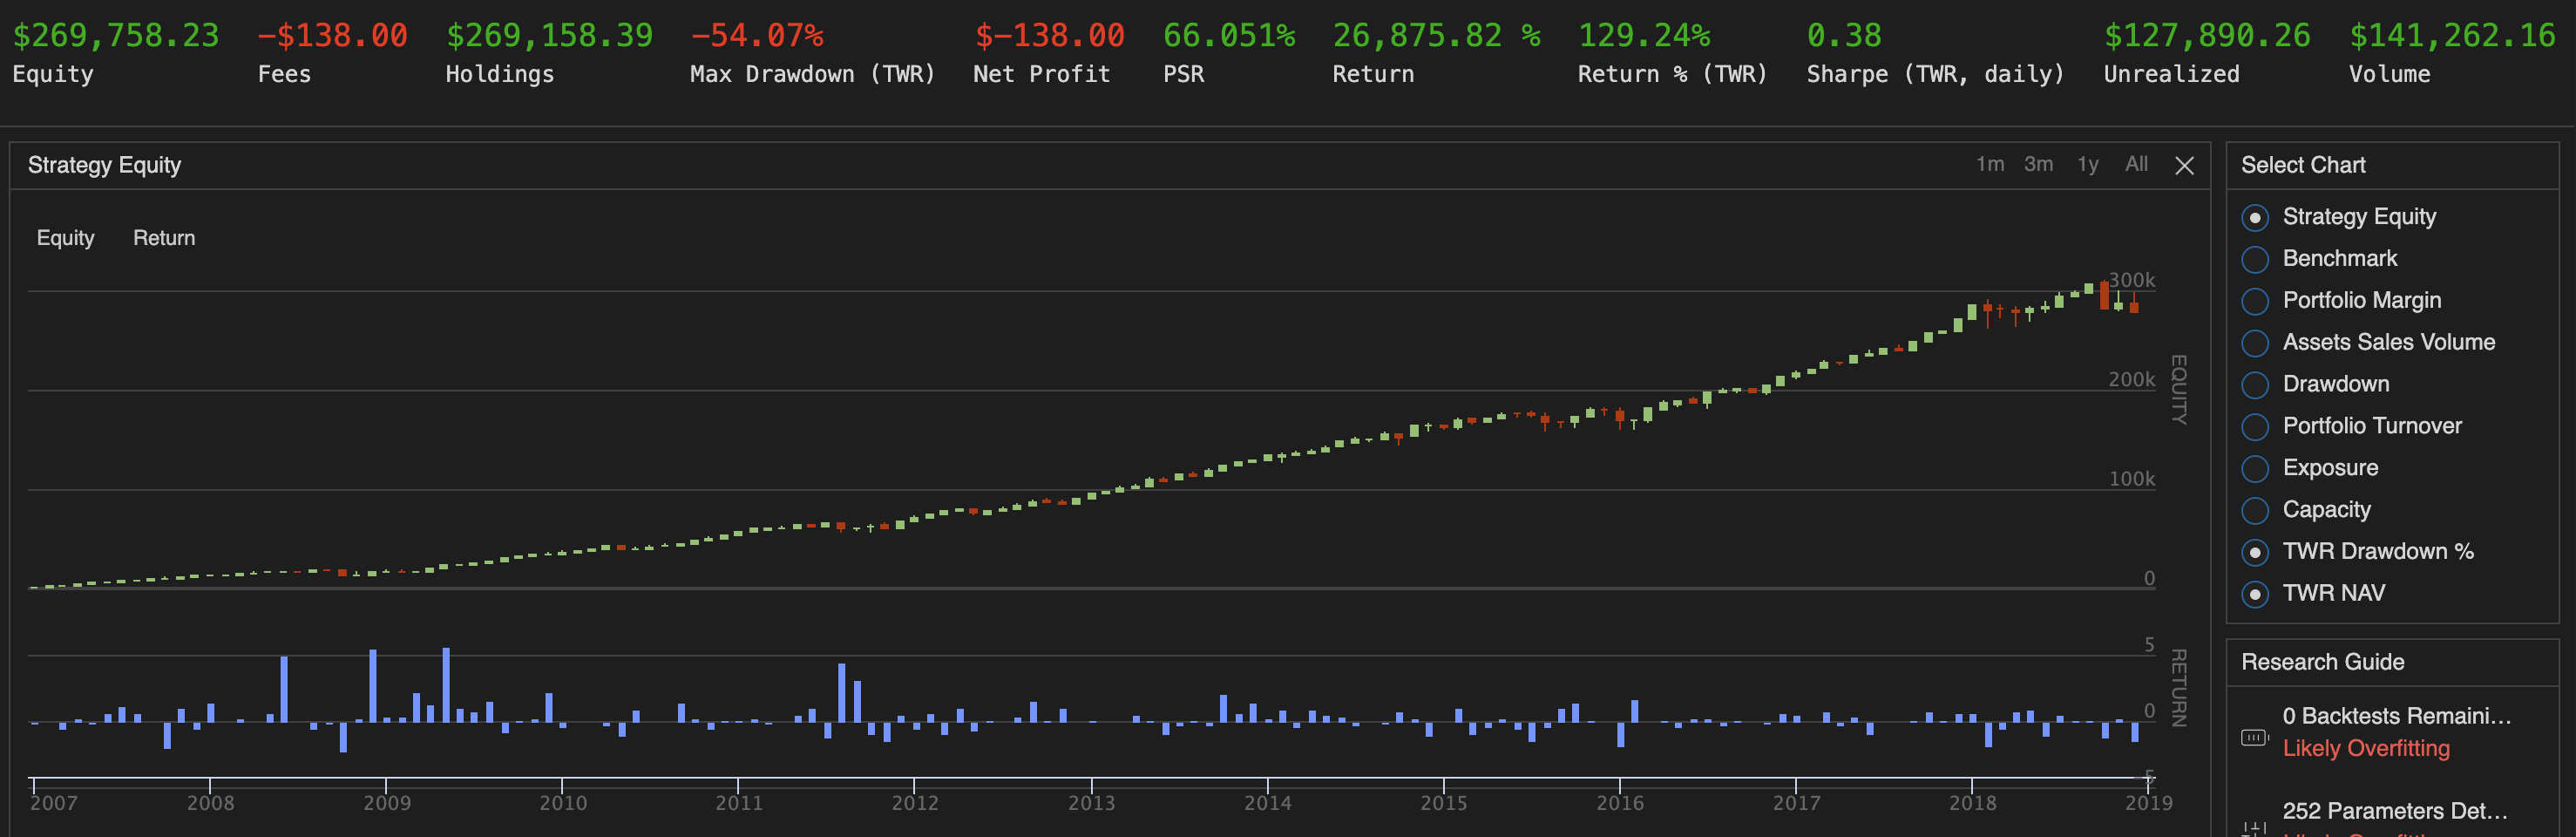 $269,758.23 -$138.00 $269,158.39 -54.07% $-138.00 66.051% 26,875.82 % 129.24% 0.38 $127,890.26 $141,262.16
Equity Fees Holdings Max Drawdown (TWR) Net Profit PSR Return Return % (TWR) Sharpe (TWR, daily) Unrealized Volume
Strategy Equity 1m 3m 1y All
Equity Return
300k
200k
100k
0
EQUITY
5
0
-5
RETURN
2007 2008 2009 2010 2011 2012 2013 2014 2015 2016 2017 2018 2019
Select Chart
Strategy Equity
Benchmark
Portfolio Margin
Assets Sales Volume
Drawdown
Portfolio Turnover
Exposure
Capacity
TWR Drawdown %
TWR NAV
Research Guide
0 Backtests Remaini...
Likely Overfitting
252 Parameters Det...